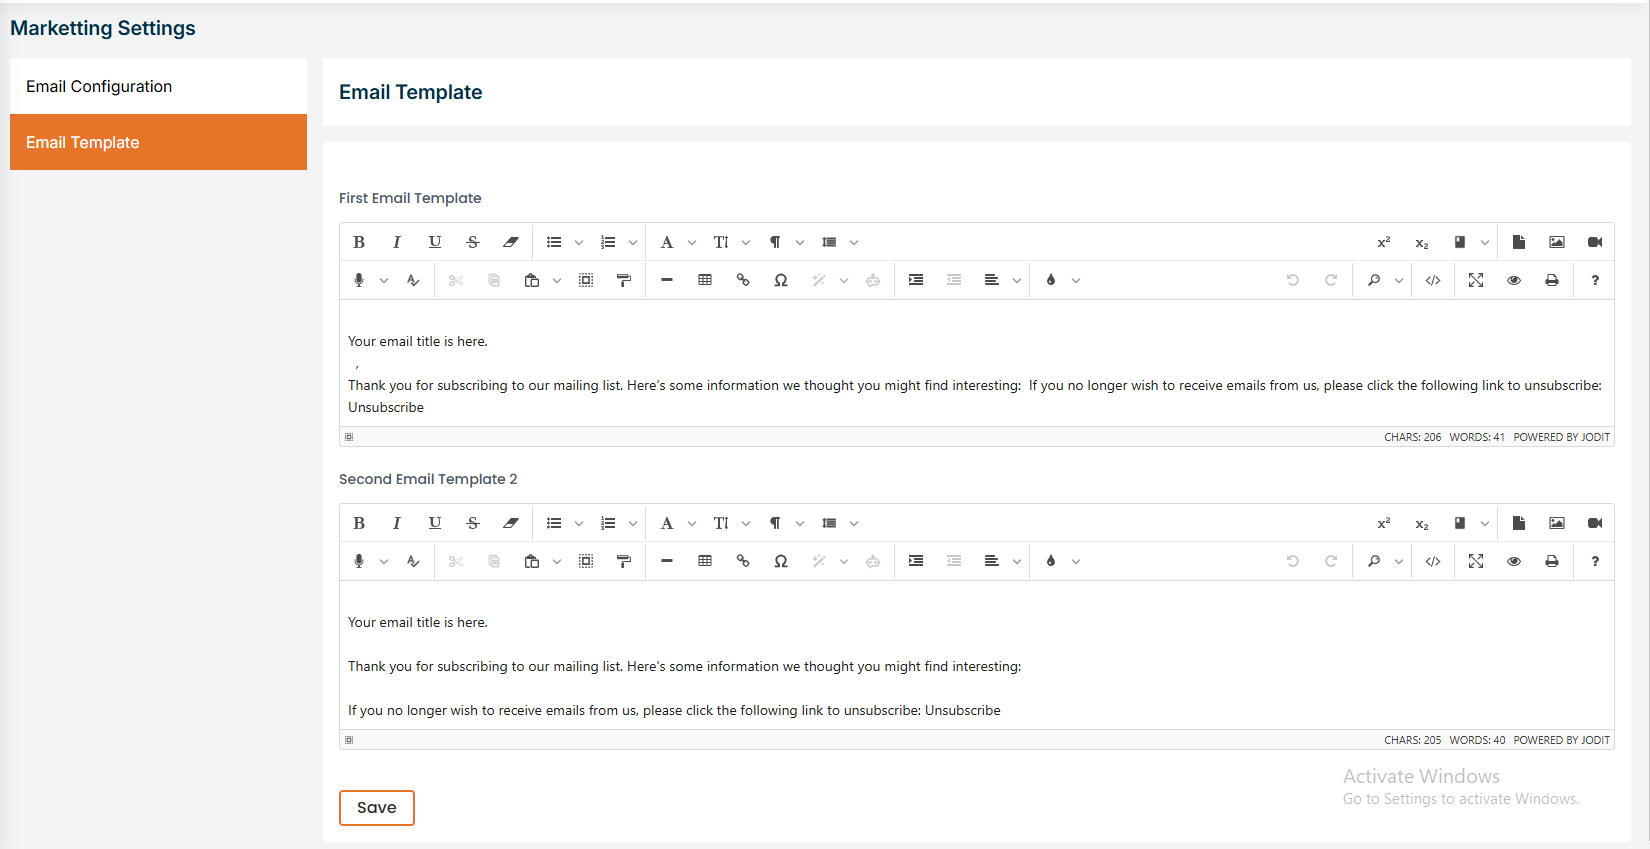 Marketting Settings
Email Configuration
Email Template
Email Template
First Email Template
B I U S A TI ¶ x² x₂
Ω </> ?
Your email title is here.
,
Thank you for subscribing to our mailing list. Here's some information we thought you might find interesting:  If you no longer wish to receive emails from us, please click the following link to unsubscribe:
Unsubscribe
CHARS: 206 WORDS: 41 POWERED BY JODIT
Second Email Template 2
B I U S A TI ¶ x² x₂
Ω </> ?
Your email title is here.
Thank you for subscribing to our mailing list. Here's some information we thought you might find interesting:
If you no longer wish to receive emails from us, please click the following link to unsubscribe: Unsubscribe
CHARS: 205 WORDS: 40 POWERED BY JODIT
Activate Windows
Go to Settings to activate Windows.
Save